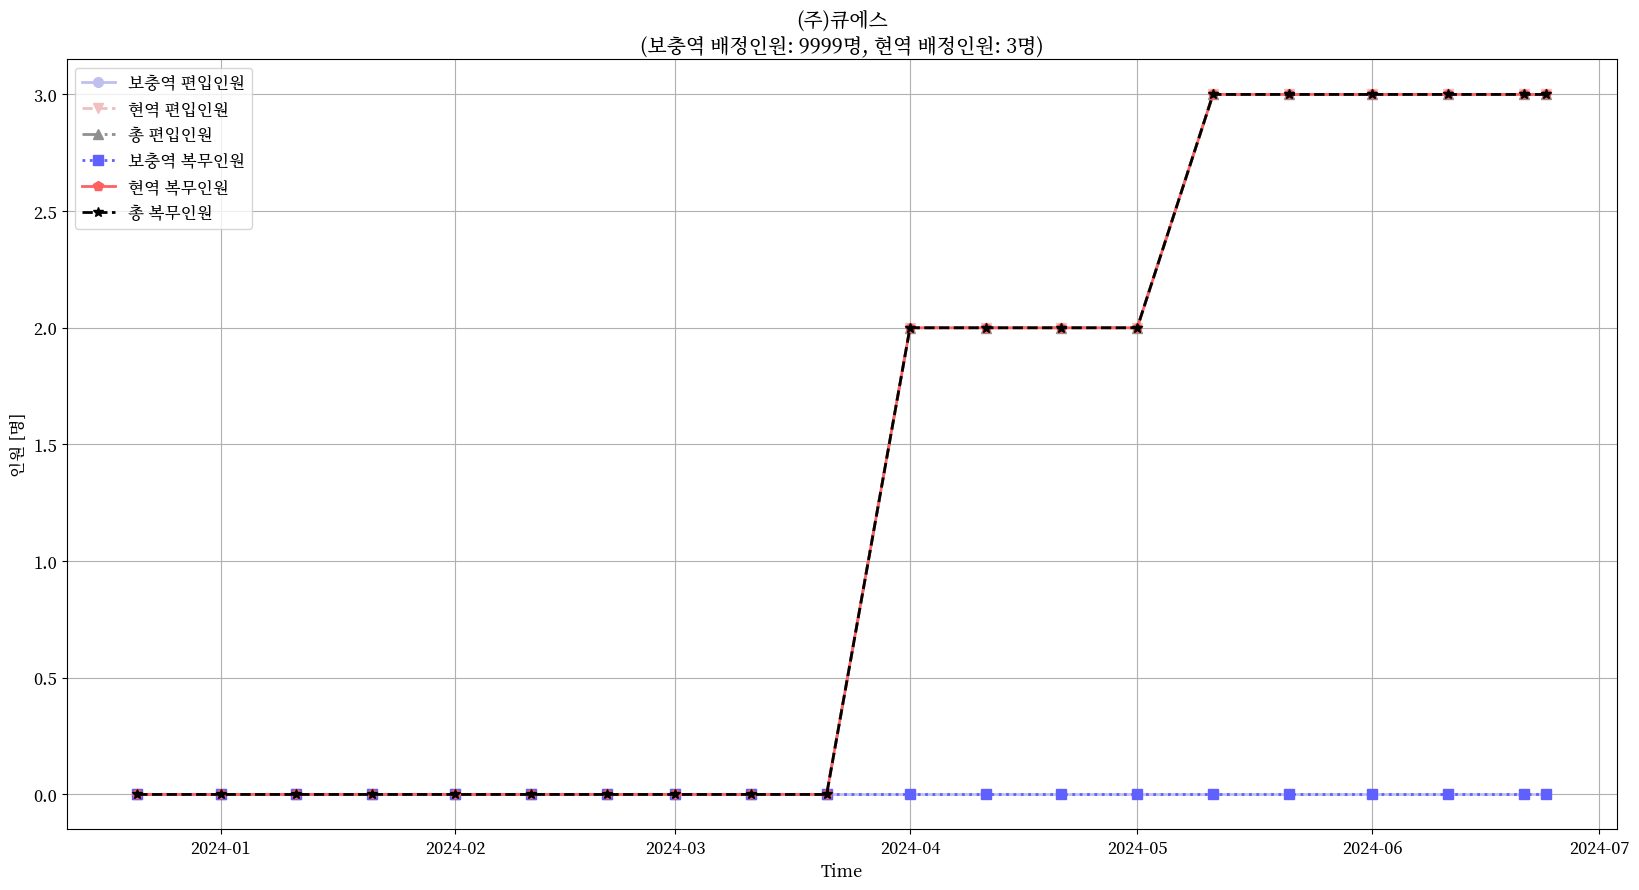 (주)큐에스
(보충역 배정인원: 9999명, 현역 배정인원: 3명)
보충역 편입인원
현역 편입인원
총 편입인원
보충역 복무인원
현역 복무인원
총 복무인원
3.0
2.5
2.0
1.5
1.0
0.5
0.0
인원 [명]
2024-01
2024-02
2024-03
2024-04
2024-05
2024-06
2024-07
Time